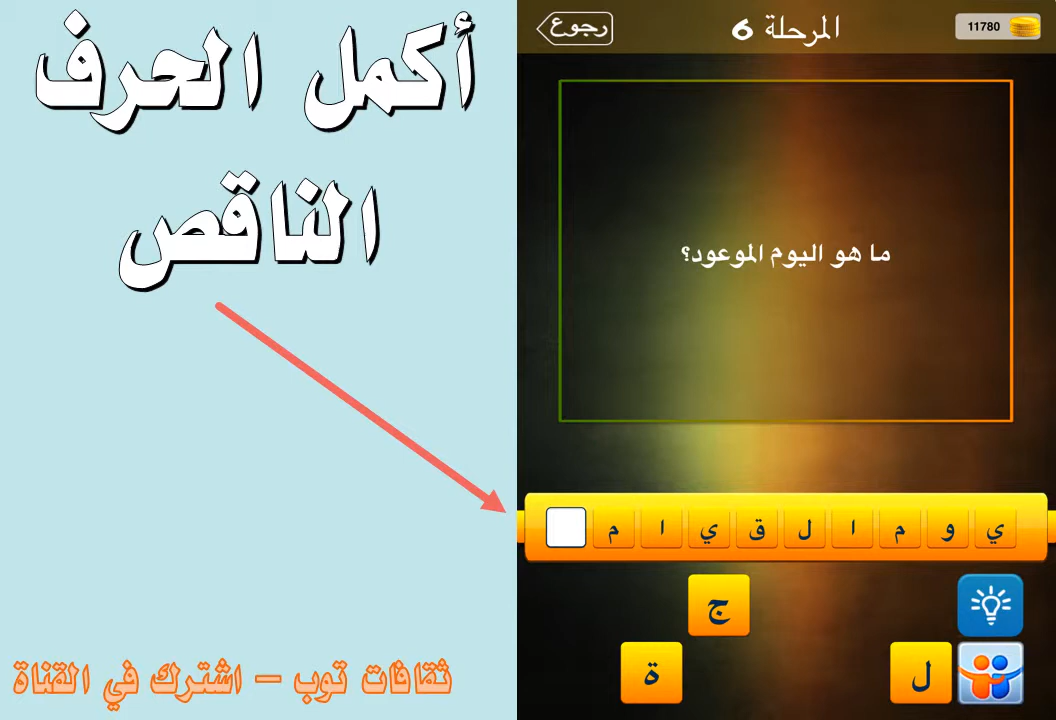 أكمل الحرف
الناقص
ثقافات توب – اشترك في القناة
رجوع
المرحلة 6
11780
ما هو اليوم الموعود؟
ي و م ا ل ق ي ا م
ج
ة
ل